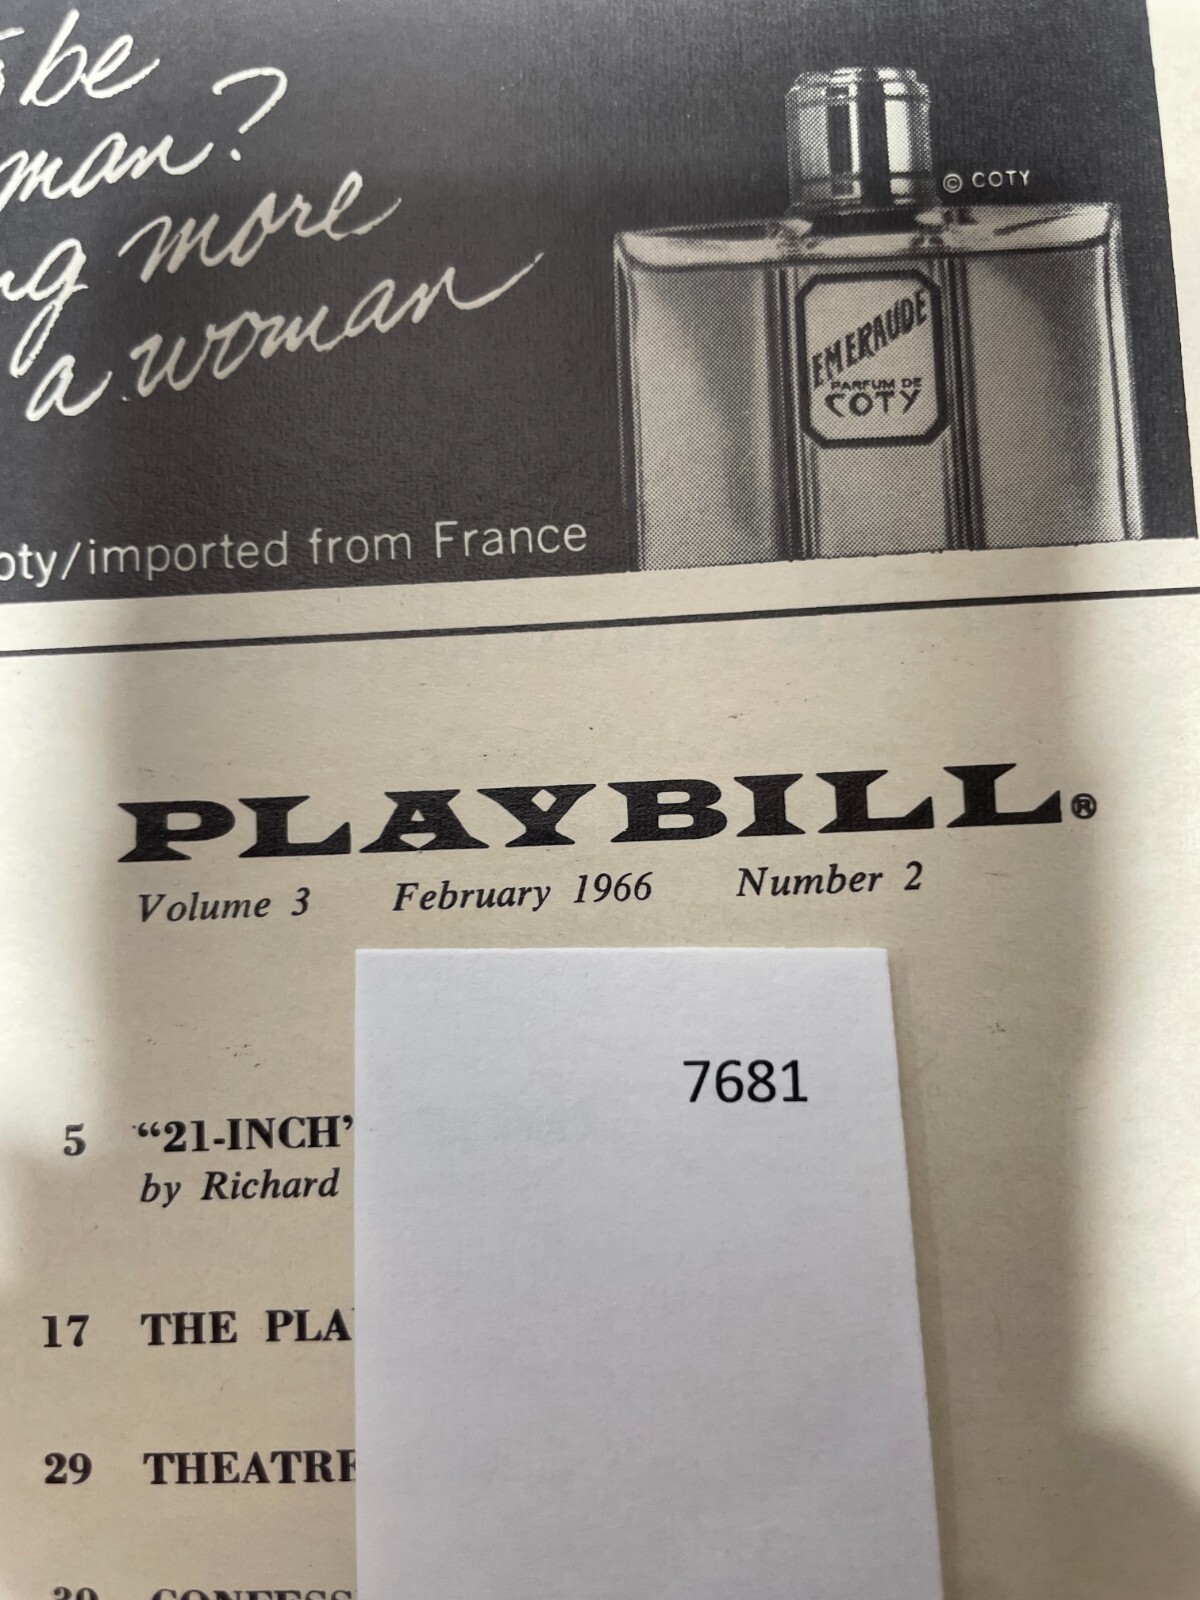 be
man?
more
a woman
© COTY
EMERAUDE
PARFUM DE
COTY
/imported from France
PLAYBILL®
Volume 3 February 1966 Number 2
7681
5 “21-INCH’
by Richard
17 THE PLA
29 THEATRE